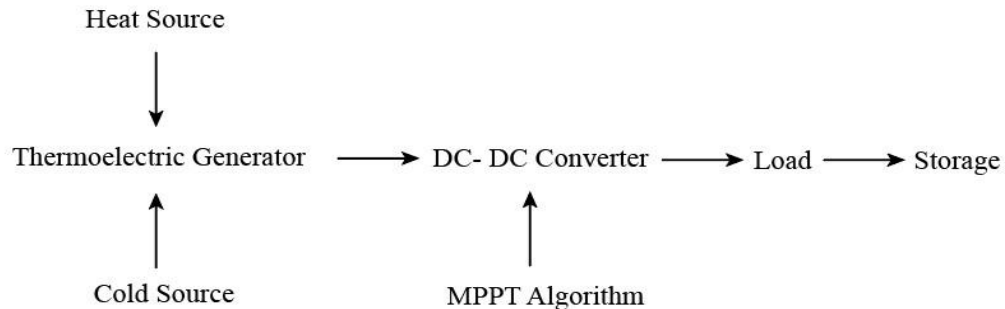 Heat Source
Thermoelectric Generator
DC- DC Converter
Load
Storage
Cold Source
MPPT Algorithm